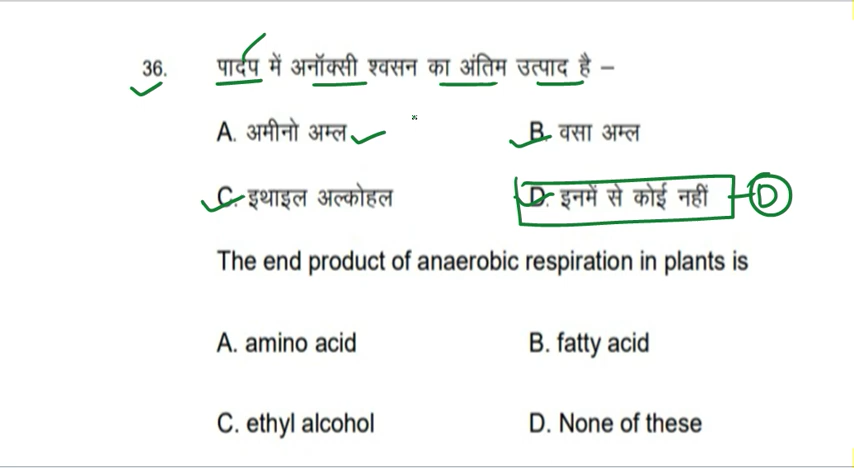 36. पादप में अनॉक्सी श्वसन का अंतिम उत्पाद है –
A. अमीनो अम्ल B. वसा अम्ल
C. इथाइल अल्कोहल D. इनमें से कोई नहीं D
The end product of anaerobic respiration in plants is
A. amino acid B. fatty acid
C. ethyl alcohol D. None of these